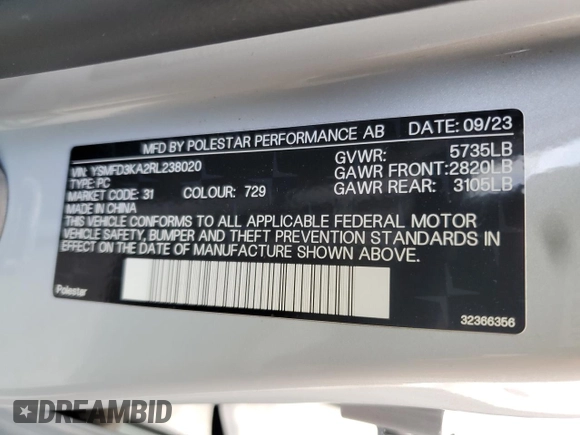 MFD BY POLESTAR PERFORMANCE AB DATE: 09/23
VIN: YSMFD3KA2RL238020 GVWR: 5735LB
TYPE: PC GAWR FRONT:2820LB
MARKET: 31 COLOUR: 729 GAWR REAR: 3105LB
MADE IN CHINA
THIS VEHICLE CONFORMS TO ALL APPLICABLE FEDERAL MOTOR
VEHICLE SAFETY, BUMPER AND THEFT PREVENTION STANDARDS IN
EFFECT ON THE DATE OF MANUFACTURE SHOWN ABOVE.
Polestar 32366356
DREAMBID